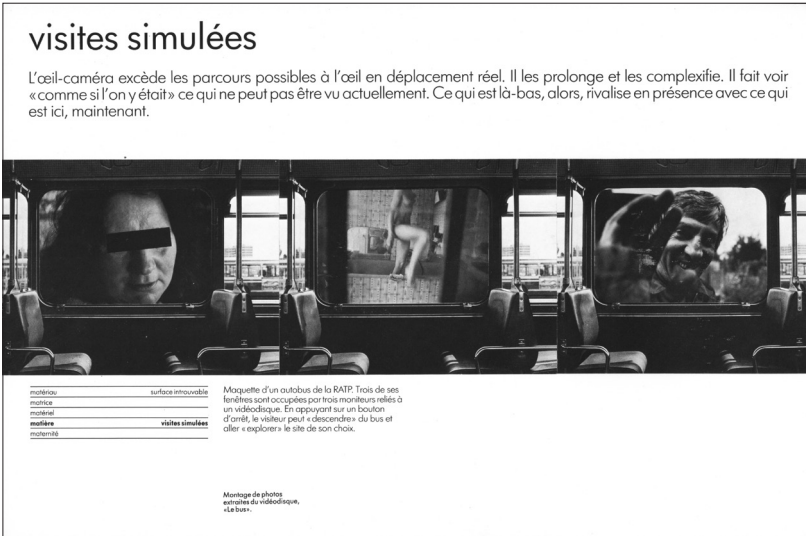 visites simulées
L'œil-caméra excède les parcours possibles à l'œil en déplacement réel. Il les prolonge et les complexifie. Il fait voir
«comme si l'on y était» ce qui ne peut pas être vu actuellement. Ce qui est là-bas, alors, rivalise en présence avec ce qui
est ici, maintenant.
matériau surface introuvable
matrice
matériel
matière visites simulées
maternité
Maquette d'un autobus de la RATP. Trois de ses
fenêtres sont occupées par trois moniteurs reliés à
un vidéodisque. En appuyant sur un bouton
d'arrêt, le visiteur peut «descendre» du bus et
aller «explorer» le site de son choix.
Montage de photos
extraites du vidéodisque,
«Le bus».